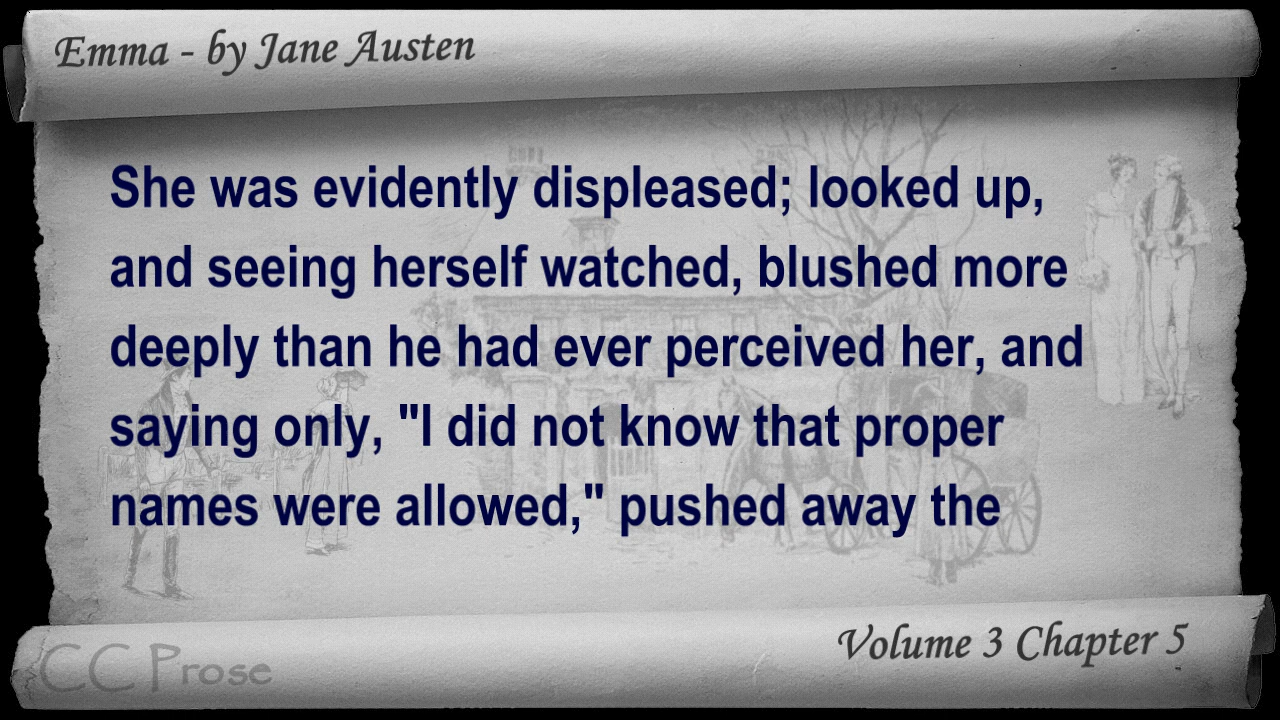 Emma - by Jane Austen
She was evidently displeased; looked up,
and seeing herself watched, blushed more
deeply than he had ever perceived her, and
saying only, "I did not know that proper
names were allowed," pushed away the
Volume 3 Chapter 5
CC Prose